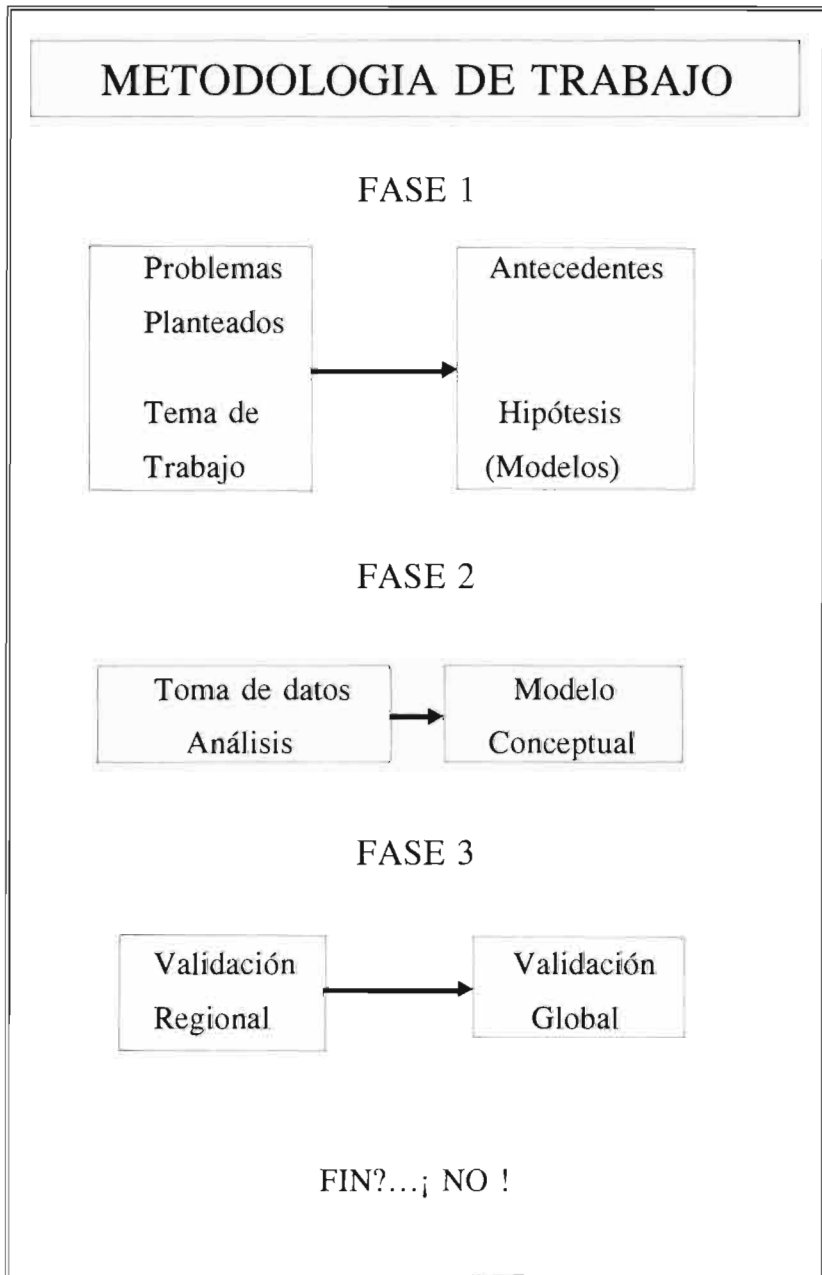 METODOLOGIA DE TRABAJO
FASE 1
Problemas
Planteados
Tema de
Trabajo
Antecedentes
Hipótesis
(Modelos)
FASE 2
Toma de datos
Análisis
Modelo
Conceptual
FASE 3
Validación
Regional
Validación
Global
FIN?...¡ NO !